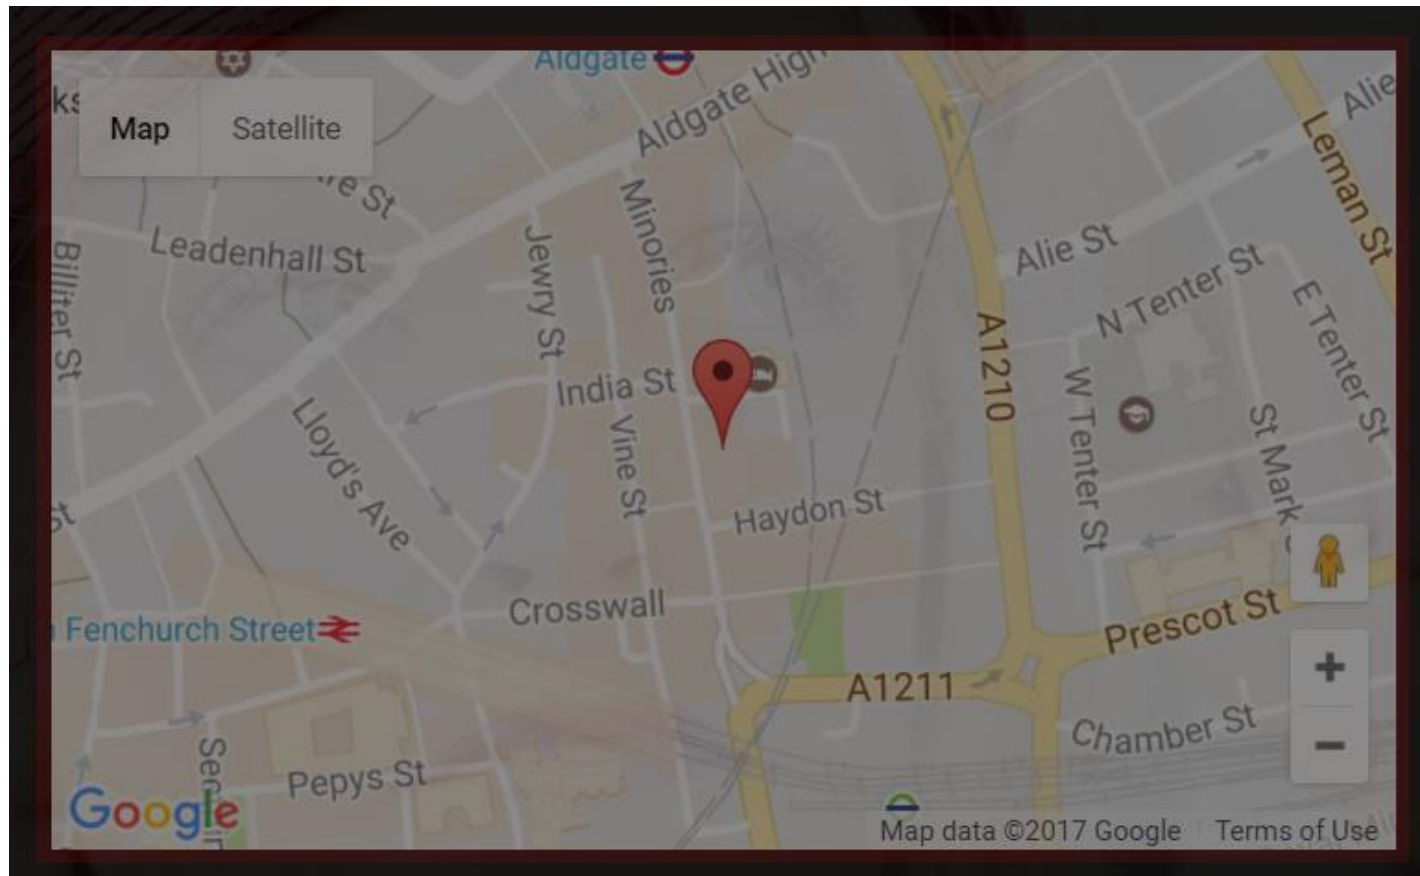 Aldgate
Aldgate High
Alie
ks
Map
Satellite
Leman St
re St
Minories
Leadenhall St
Jewry St
Alie St
Billiter St
N Tenter St
E Tenter St
A1210
India St
W Tenter St
Lloyd's Ave
Vine St
St Mark
St
Haydon St
Crosswall
Fenchurch Street
Prescot St
A1211
Chamber St
Pepys St
Google
Map data ©2017 Google
Terms of Use